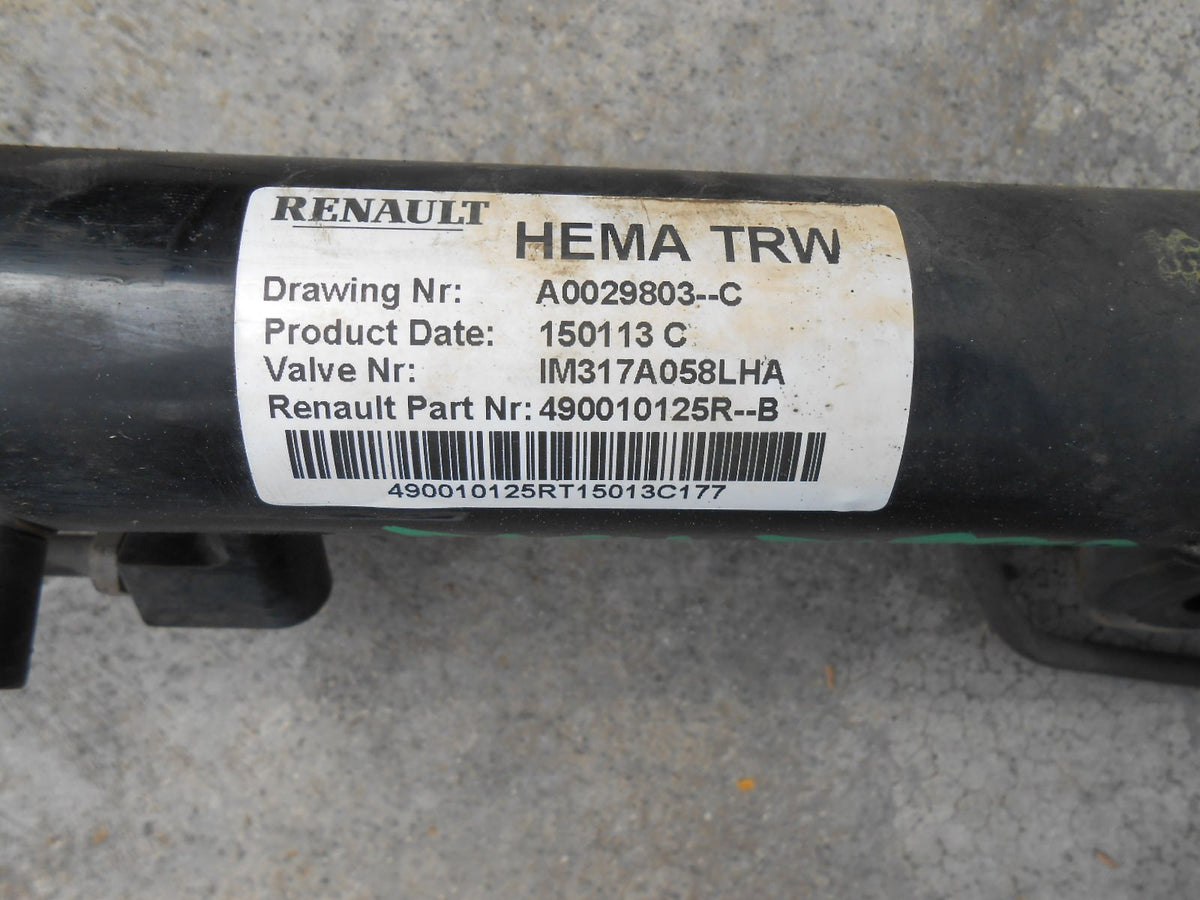 RENAULT
HEMA TRW
Drawing Nr: A0029803--C
Product Date: 150113 C
Valve Nr: IM317A058LHA
Renault Part Nr: 490010125R--B
490010125RT15013C177